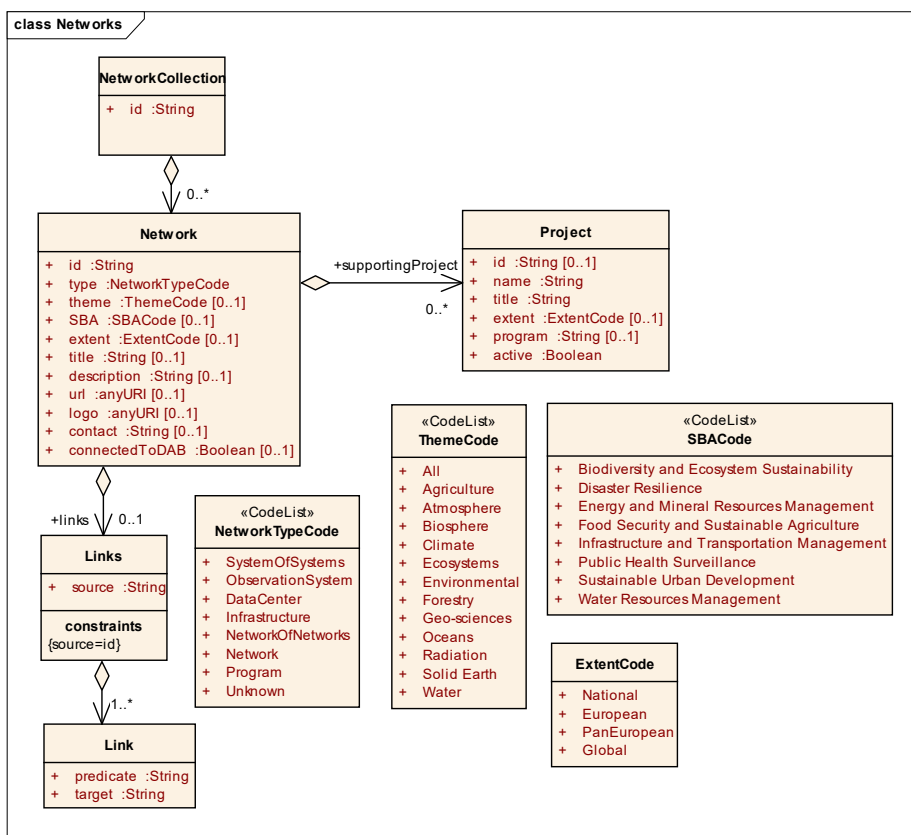 class Networks
NetworkCollection
+ id :String
0..*
Network
+ id :String
+ type :NetworkTypeCode
+ theme :ThemeCode [0..1]
+ SBA :SBACode [0..1]
+ extent :ExtentCode [0..1]
+ title :String [0..1]
+ description :String [0..1]
+ url :anyURI [0..1]
+ logo :anyURI [0..1]
+ contact :String [0..1]
+ connectedToDAB :Boolean [0..1]
+supportingProject
0..*
Project
+ id :String [0..1]
+ name :String
+ title :String
+ extent :ExtentCode [0..1]
+ program :String [0..1]
+ active :Boolean
+links
0..1
Links
+ source :String
constraints
{source=id}
1..*
Link
+ predicate :String
+ target :String
«CodeList»
NetworkTypeCode
+ SystemOfSystems
+ ObservationSystem
+ DataCenter
+ Infrastructure
+ NetworkOfNetworks
+ Network
+ Program
+ Unknown
«CodeList»
ThemeCode
+ All
+ Agriculture
+ Atmosphere
+ Biosphere
+ Climate
+ Ecosystems
+ Environmental
+ Forestry
+ Geo-sciences
+ Oceans
+ Radiation
+ Solid Earth
+ Water
«CodeList»
SBACode
+ Biodiversity and Ecosystem Sustainability
+ Disaster Resilience
+ Energy and Mineral Resources Management
+ Food Security and Sustainable Agriculture
+ Infrastructure and Transportation Management
+ Public Health Surveillance
+ Sustainable Urban Development
+ Water Resources Management
ExtentCode
+ National
+ European
+ PanEuropean
+ Global